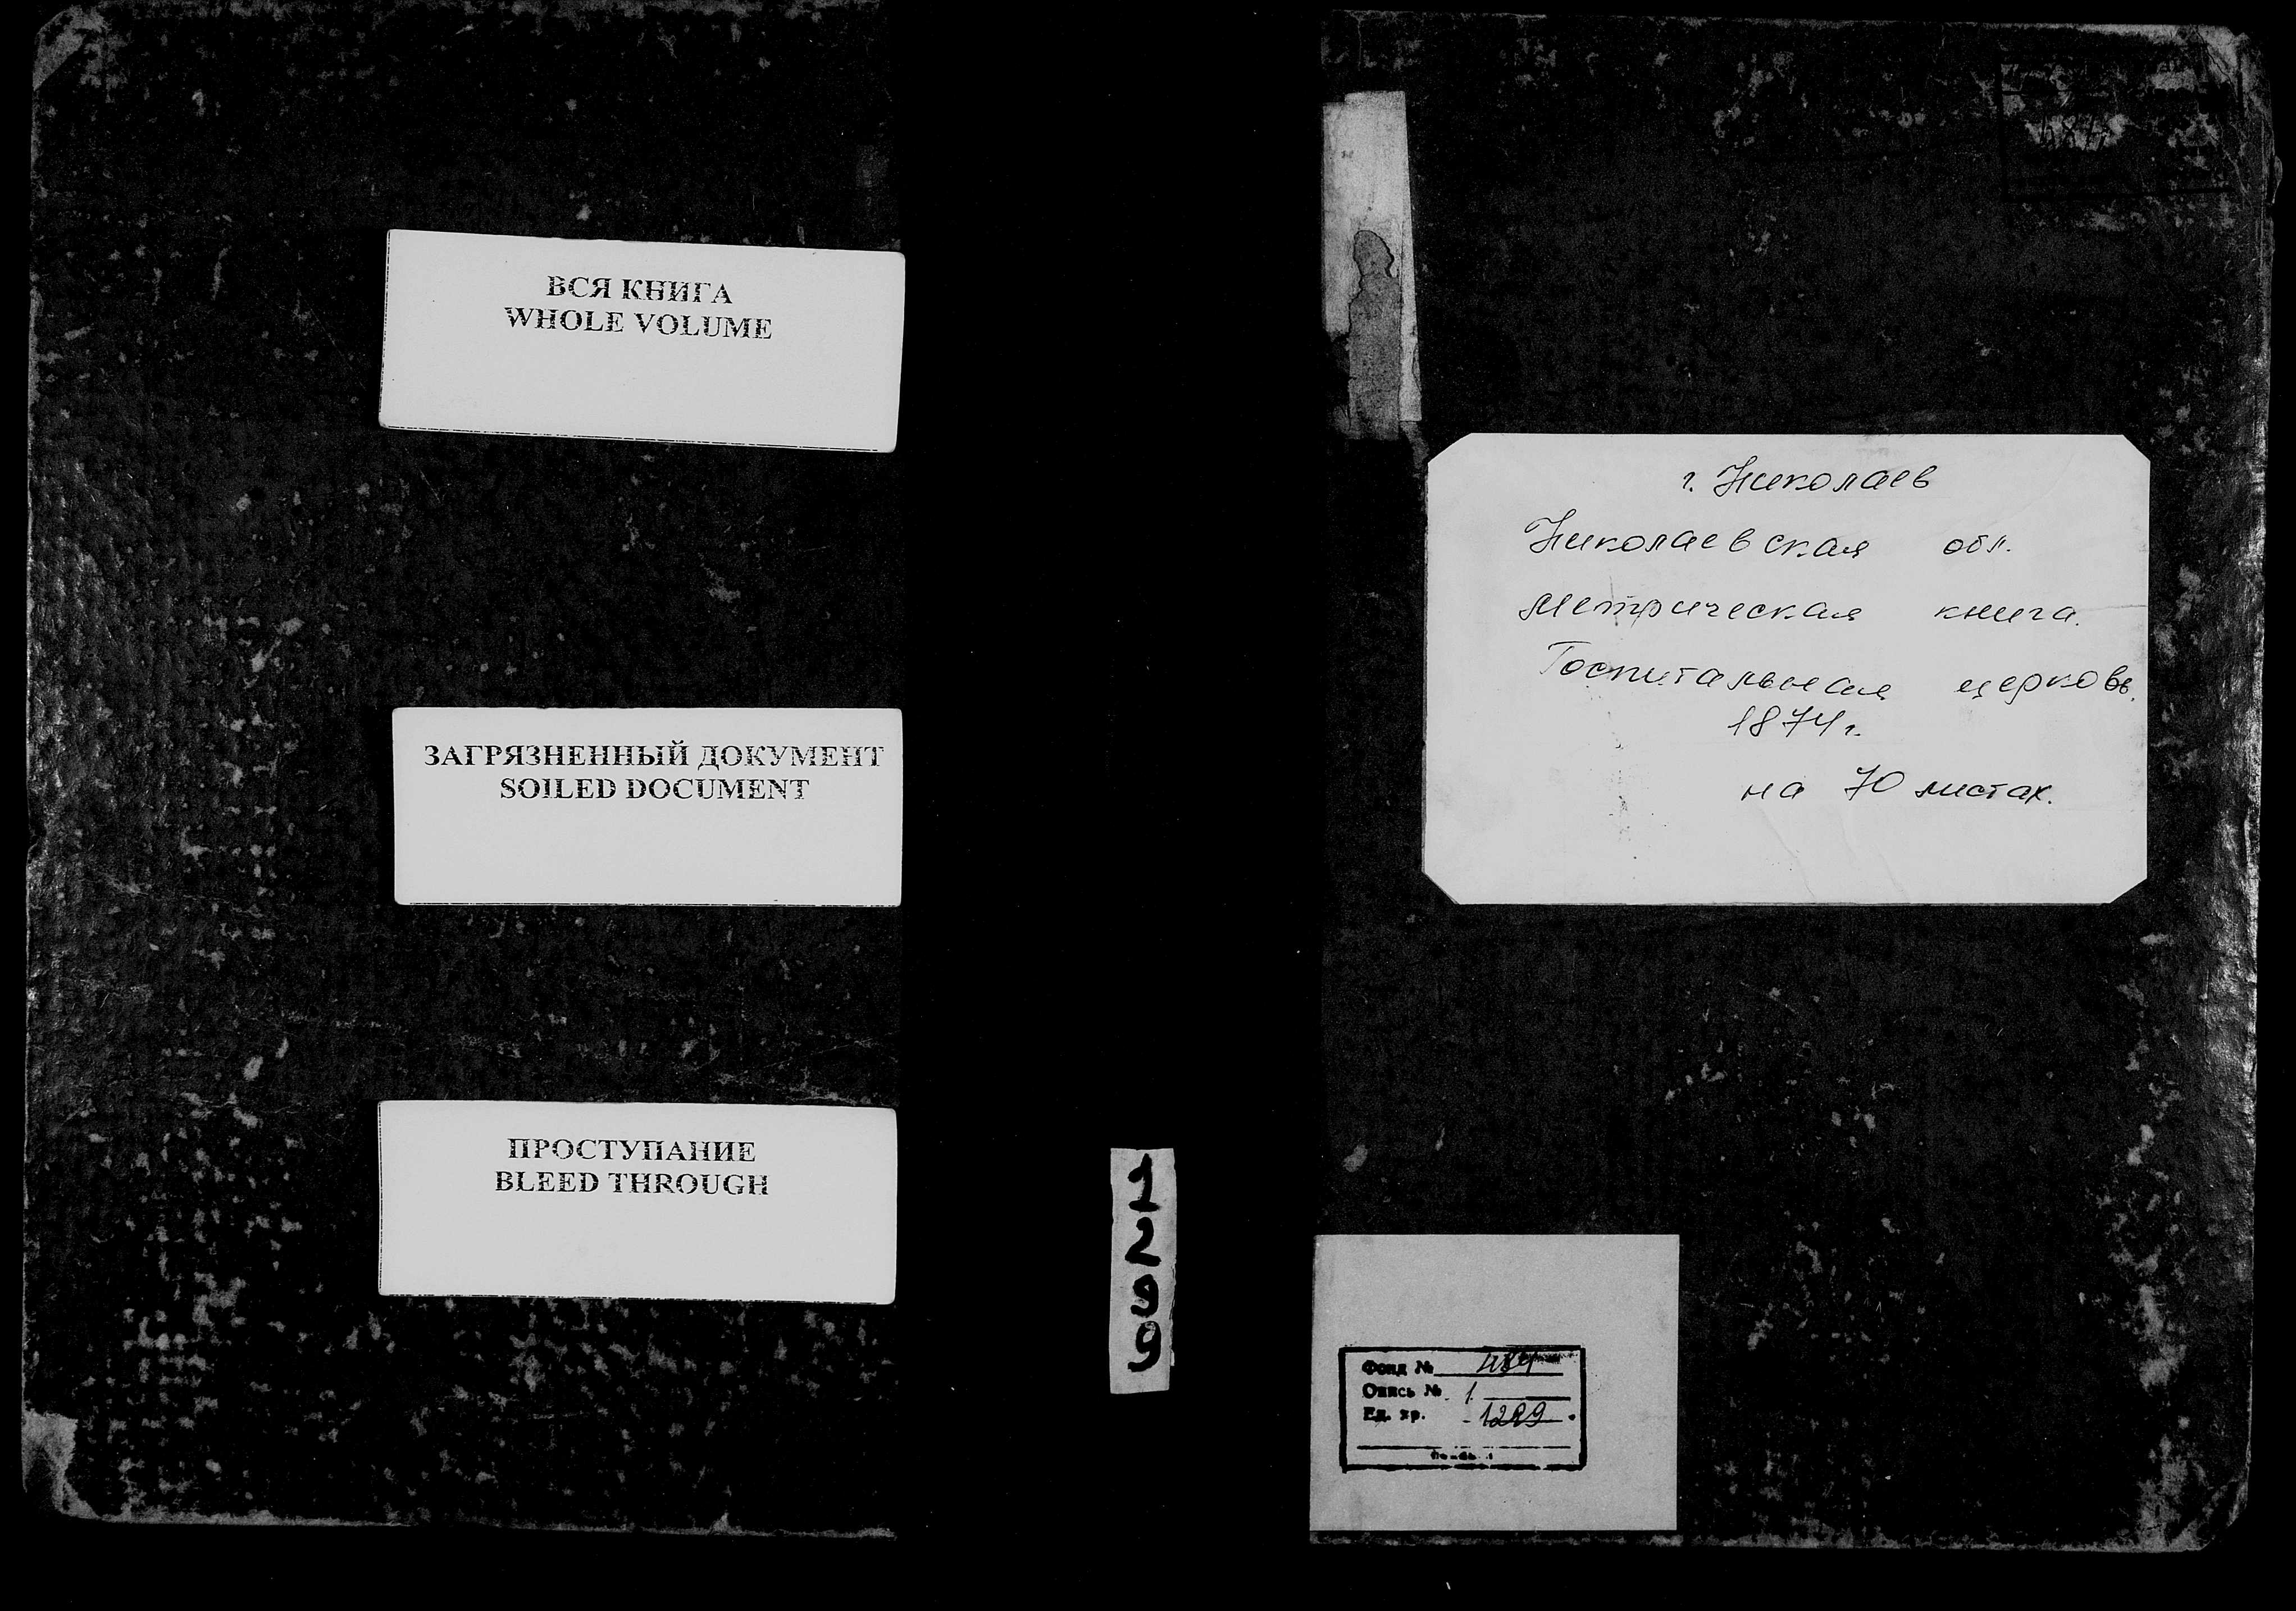 ВСЯ КНИГА
WHOLE VOLUME
ЗАГРЯЗНЕННЫЙ ДОКУМЕНТ
SOILED DOCUMENT
ПРОСТУПАНИЕ
BLEED THROUGH
г. Николаев
Николаевская обл.
метрическая книга.
Госпитальная церковь.
1874 г.
на 70 листах.
Фонд № 484
Опись № 1
Ед. хр. 1299